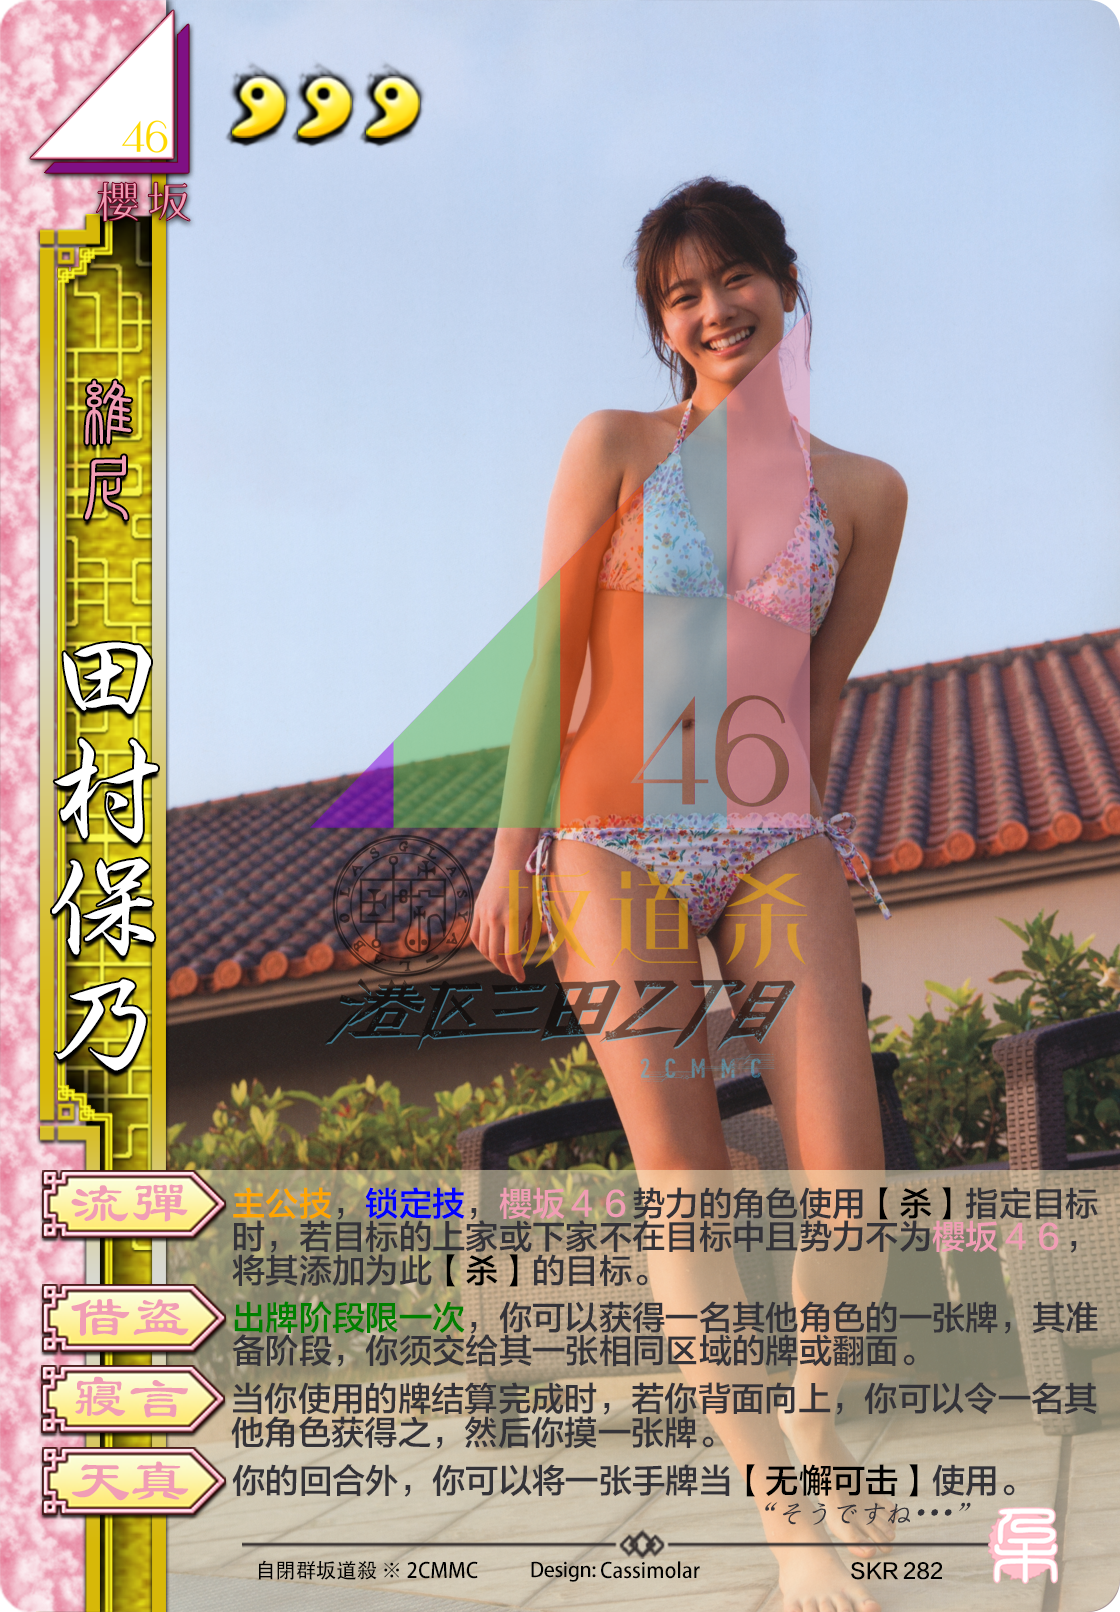 46
櫻坂
維尼
田村保乃
46
坂道杀
港区三田2丁目
2CMMC
流彈
主公技，锁定技，櫻坂４６势力的角色使用【杀】指定目标
时，若目标的上家或下家不在目标中且势力不为櫻坂４６，
将其添加为此【杀】的目标。
借盗
出牌阶段限一次，你可以获得一名其他角色的一张牌，其准
备阶段，你须交给其一张相同区域的牌或翻面。
寢言
当你使用的牌结算完成时，若你背面向上，你可以令一名其
他角色获得之，然后你摸一张牌。
天真
你的回合外，你可以将一张手牌当【无懈可击】使用。
“そうですね･･･”
自閉群坂道殺 ※ 2CMMC
Design: Cassimolar
SKR 282